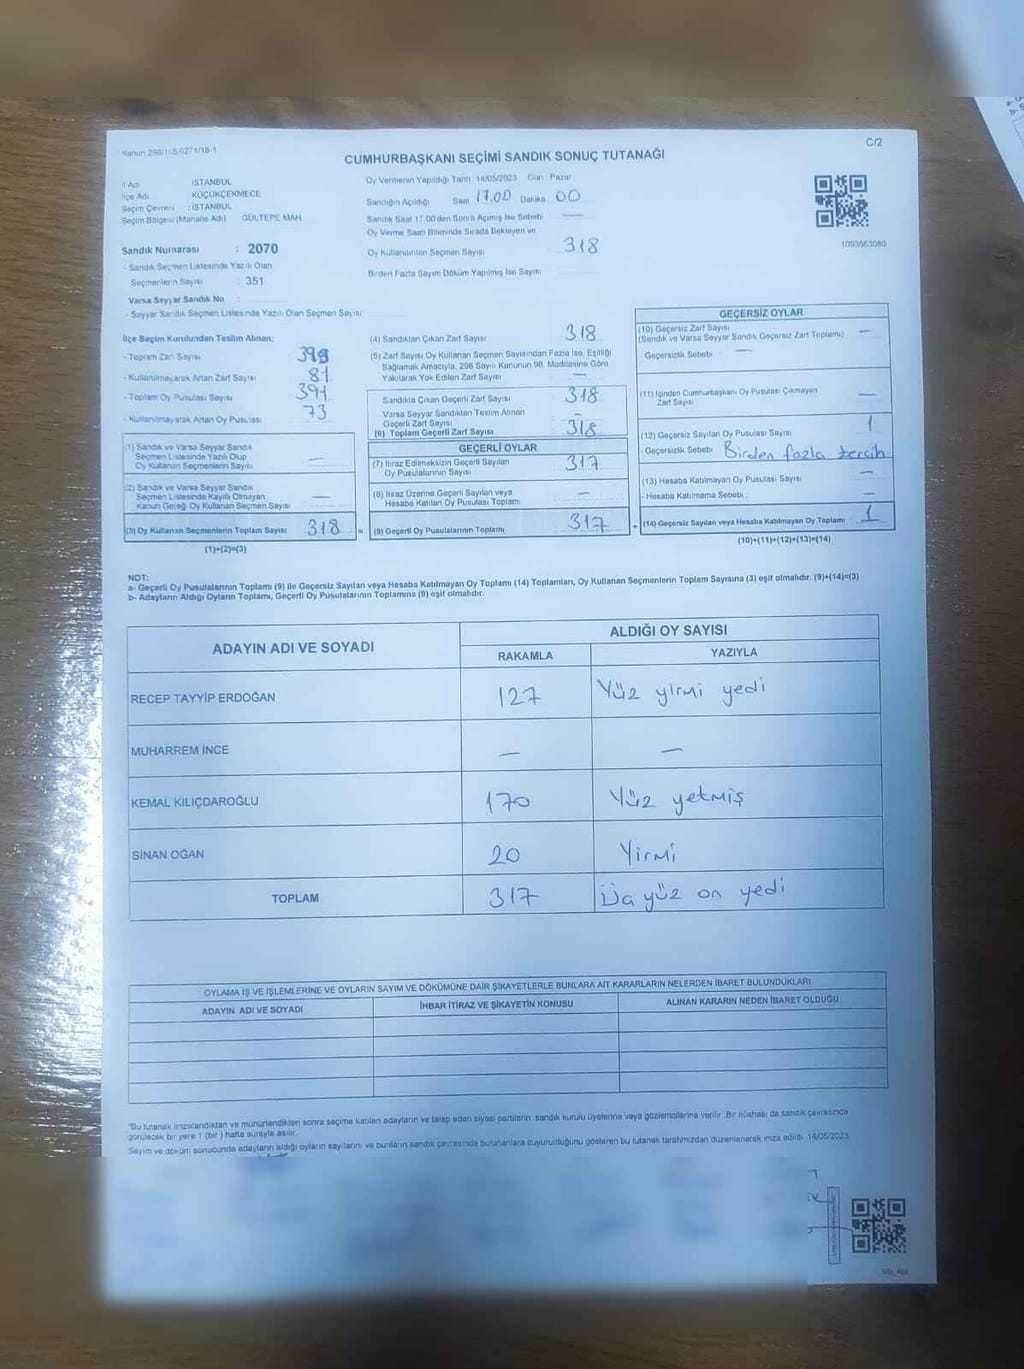 C/2
CUMHURBAŞKANI SEÇİMİ SANDIK SONUÇ TUTANAĞI
İl Adı : İSTANBUL
İlçe Adı : KÜÇÜKÇEKMECE
Seçim Çevresi : İSTANBUL
Seçim Bölgesi (Mahalle Adı) GÜLTEPE MAH
Sandık Numarası : 2070
- Sandık Seçmen Listesinde Yazılı Olan
Seçmenlerin Sayısı : 351
Varsa Seyyar Sandık No :
- Seyyar Sandık Seçmen Listesinde Yazılı Olan Seçmen Sayısı:
Oy Vermenin Yapıldığı Tarih 14/05/2023 Gün: Pazar
Sandığın Açıldığı Saat 17.00 Dakika 00
Sandık Saat 17:00'den Sonra Açılmış İse Sebebi —
Oy Verme Saati Bitiminde Sırada Bekleyen ve
Oy Kullandırılan Seçmen Sayısı 318
Birden Fazla Sayım Döküm Yapılmış İse Sayısı
1093663080
İlçe Seçim Kurulundan Teslim Alınan;
- Toplam Zarf Sayısı
- Kullanılmayarak Artan Zarf Sayısı 81
- Toplam Oy Pusulası Sayısı 391
- Kullanılmayarak Artan Oy Pusulası 73
(1) Sandık ve Varsa Seyyar Sandık
Seçmen Listesinde Yazılı Olup
Oy Kullanan Seçmenlerin Sayısı —
(2) Sandık ve Varsa Seyyar Sandık
Seçmen Listesinde Kayıtlı Olmayan
Kanun Gereği Oy Kullanan Seçmen Sayısı —
(3) Oy Kullanan Seçmenlerin Toplam Sayısı 318 =
(1)+(2)=(3)
(4) Sandıktan Çıkan Zarf Sayısı 318
(5) Zarf Sayısı Oy Kullanan Seçmen Sayısından Fazla İse, Eşitliği
Sağlamak Amacıyla; 298 Sayılı Kanunun 98. Maddesine Göre
Yakılarak Yok Edilen Zarf Sayısı —
Sandıkta Çıkan Geçerli Zarf Sayısı 318
Varsa Seyyar Sandıktan Teslim Alınan
Geçerli Zarf Sayısı —
(6) Toplam Geçerli Zarf Sayısı 318
GEÇERLİ OYLAR
(7) İtiraz Edilmeksizin Geçerli Sayılan
Oy Pusulalarının Sayısı 317
(8) İtiraz Üzerine Geçerli Sayılan veya
Hesaba Katılan Oy Pusulası Toplamı —
(9) Geçerli Oy Pusulalarının Toplamı 317 +
GEÇERSİZ OYLAR
(10) Geçersiz Zarf Sayısı
(Sandık ve Varsa Seyyar Sandık Geçersiz Zarf Toplamı) —
- Geçersizlik Sebebi —
(11) İçinden Cumhurbaşkanı Oy Pusulası Çıkmayan
Zarf Sayısı —
(12) Geçersiz Sayılan Oy Pusulası Sayısı 1
- Geçersizlik Sebebi Birden fazla tercih
(13) Hesaba Katılmayan Oy Pusulası Sayısı —
- Hesaba Katılmama Sebebi —
(14) Geçersiz Sayılan veya Hesaba Katılmayan Oy Toplamı 1
(10)+(11)+(12)+(13)=(14)
NOT:
a- Geçerli Oy Pusulalarının Toplamı (9) ile Geçersiz Sayılan veya Hesaba Katılmayan Oy Toplamı (14) Toplamları, Oy Kullanan Seçmenlerin Toplam Sayısına (3) eşit olmalıdır. (9)+(14)=(3)
b- Adayların Aldığı Oyların Toplamı, Geçerli Oy Pusulalarının Toplamına (9) eşit olmalıdır.
ADAYIN ADI VE SOYADI
ALDIĞI OY SAYISI
RAKAMLA YAZIYLA
RECEP TAYYİP ERDOĞAN 127 Yüz yirmi yedi
MUHARREM İNCE — —
KEMAL KILIÇDAROĞLU 170 Yüz yetmiş
SİNAN OĞAN 20 Yirmi
TOPLAM 317 Üç yüz on yedi
OYLAMA İŞ VE İŞLEMLERİNE VE OYLARIN SAYIM VE DÖKÜMÜNE DAİR ŞİKAYETLERLE BUNLARA AİT KARARLARIN NELERDEN İBARET BULUNDUKLARI
ADAYIN ADI VE SOYADI
İHBAR İTİRAZ VE ŞİKAYETİN KONUSU
ALINAN KARARIN NEDEN İBARET OLDUĞU
*Bu tutanak imzalandıktan ve mühürlendikten sonra seçime katılan adayların ve talep eden siyasi partilerin, sandık kurulu üyelerine veya gözlemcilerine verilir. Bir nüshası da sandık çevresinde
görülecek bir yere 1 (bir) hafta süreyle asılır.
Sayım ve döküm sonucunda adayların aldığı oyların sayılarını ve bunların sandık çevresinde bulunanlara duyurulduğunu gösteren bu tutanak tarafımızdan düzenlenerek imza edildi. 14/05/2023